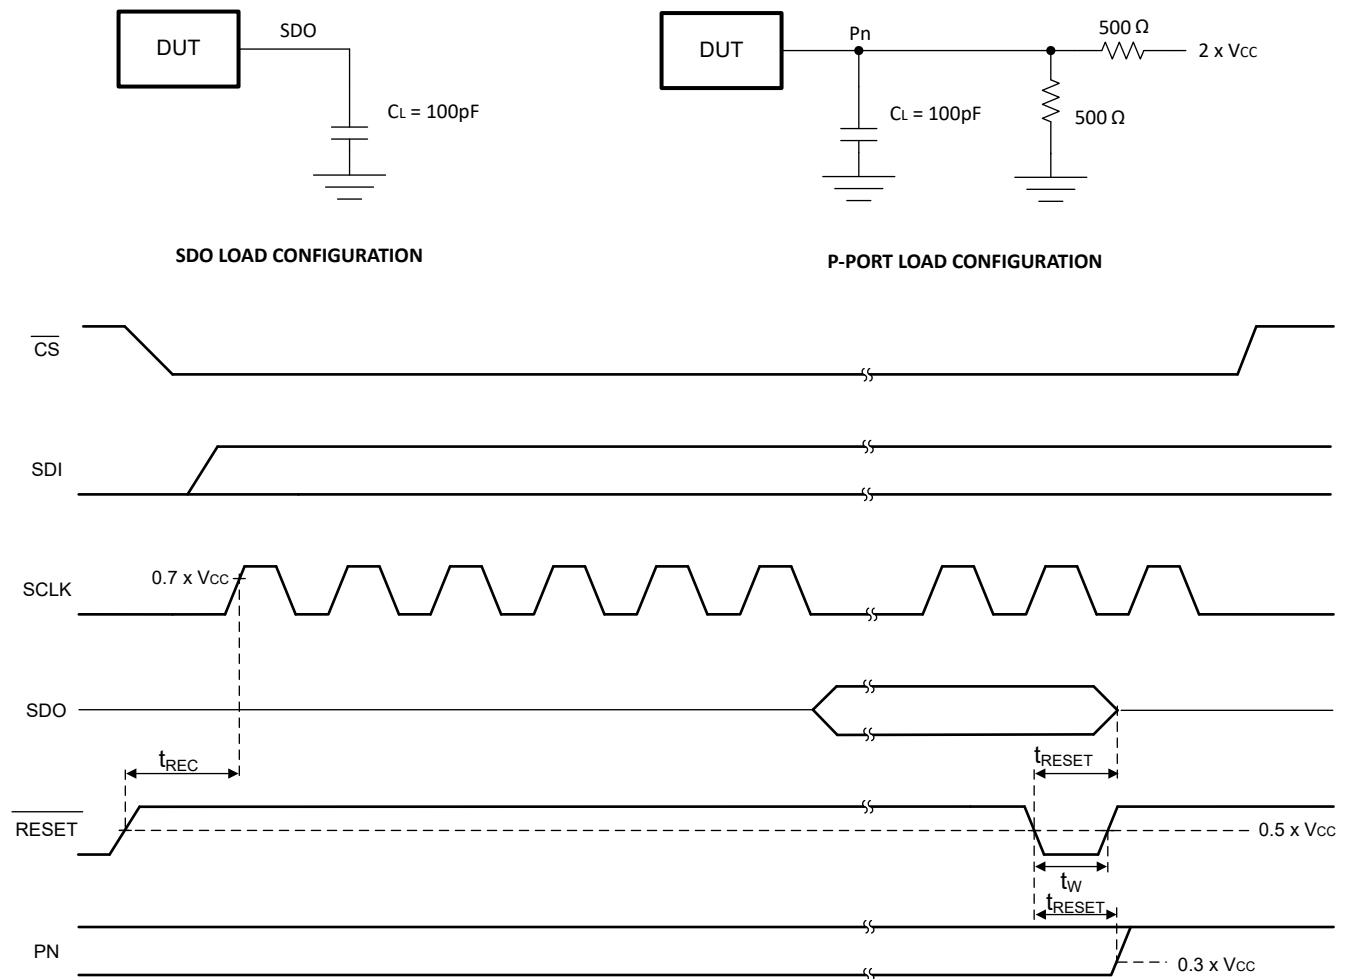 DUT
SDO
CL = 100pF
SDO LOAD CONFIGURATION
DUT
Pn
500 Ω
2 x Vcc
CL = 100pF
500 Ω
P-PORT LOAD CONFIGURATION
CS
SDI
SCLK
0.7 x Vcc
SDO
tREC
tRESET
RESET
0.5 x Vcc
tW
tRESET
PN
0.3 x Vcc